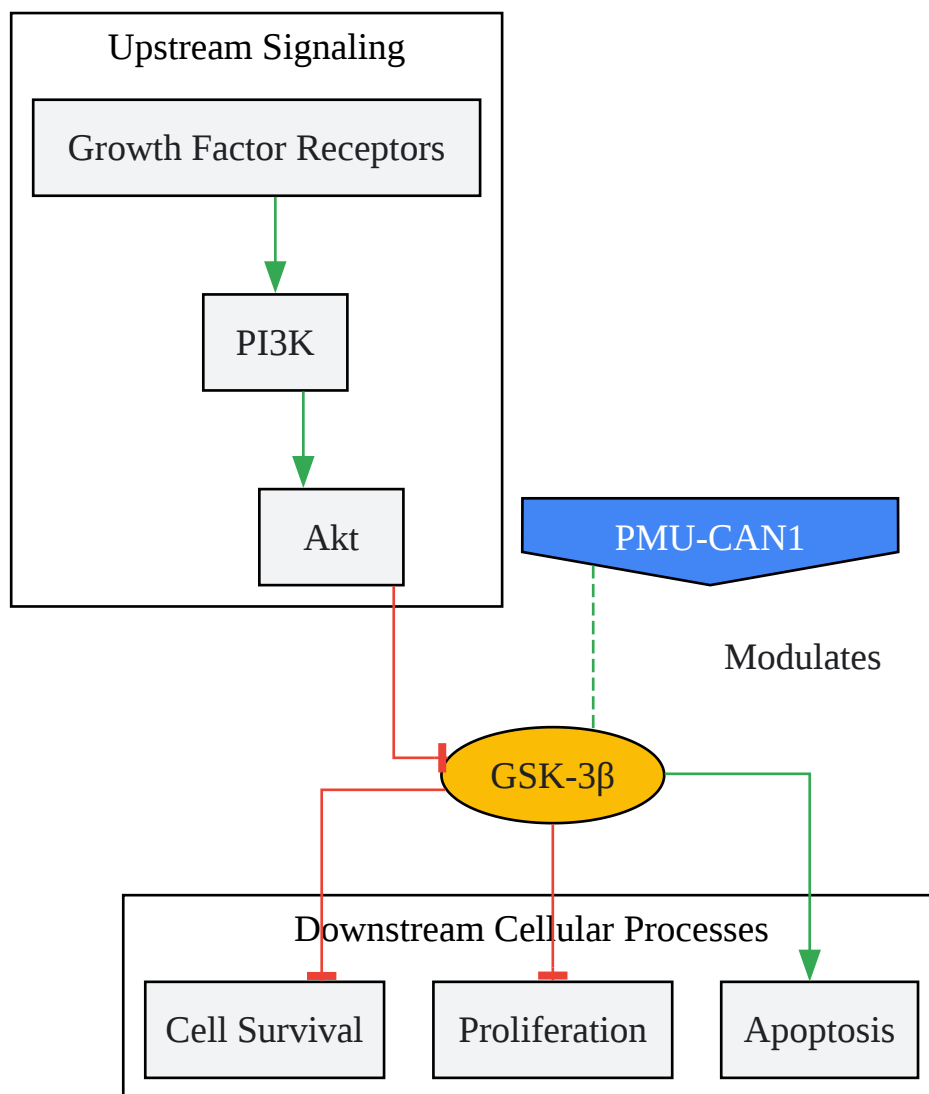 Upstream Signaling
Growth Factor Receptors
PI3K
Akt
PMU-CAN1
Modulates
GSK-3β
Downstream Cellular Processes
Cell Survival
Proliferation
Apoptosis